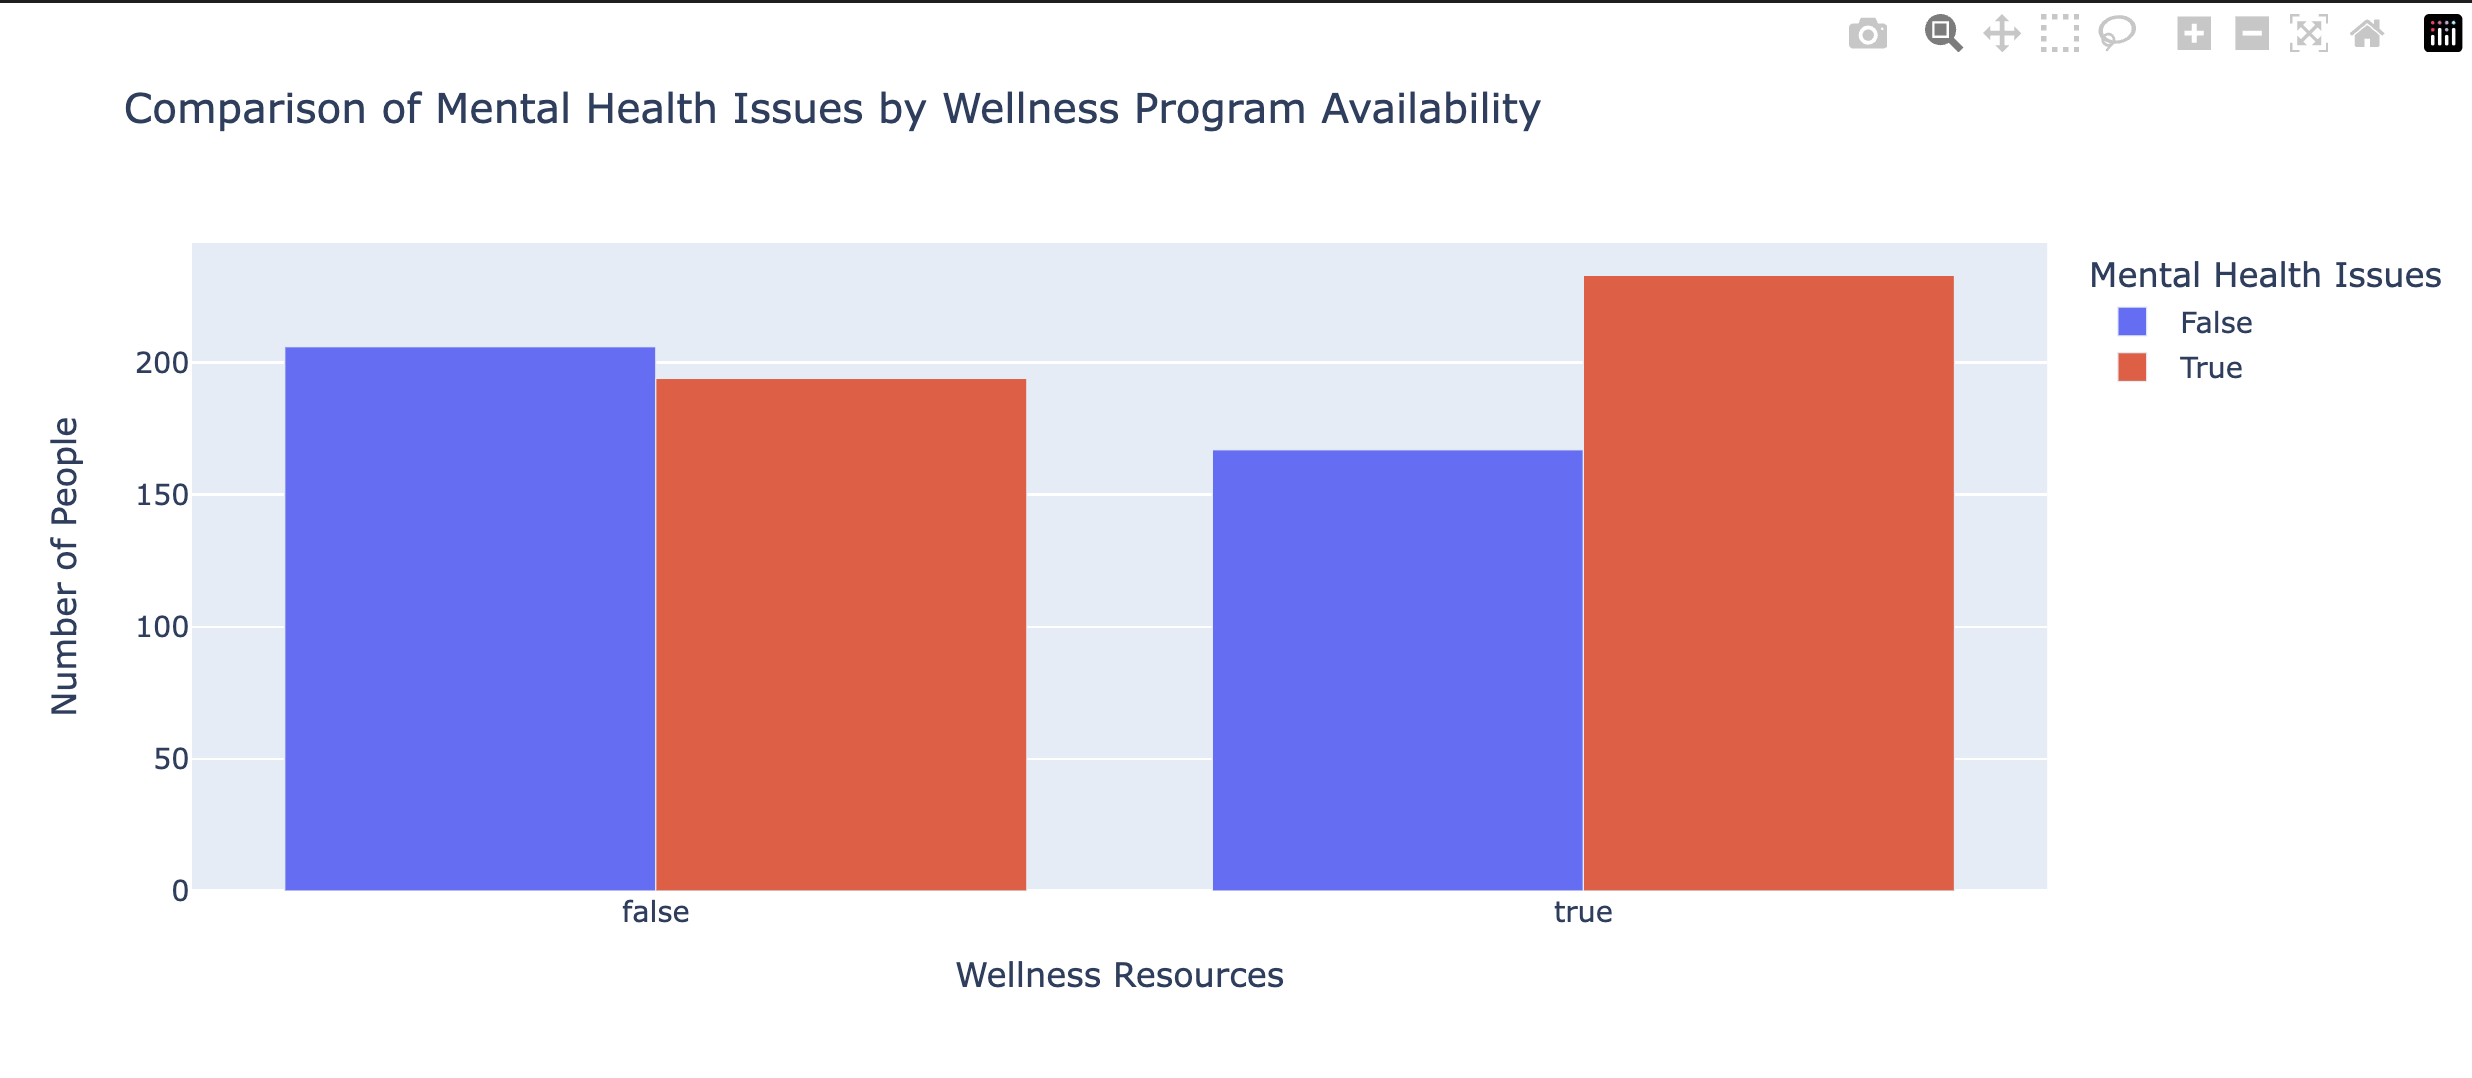 Comparison of Mental Health Issues by Wellness Program Availability
Mental Health Issues
False
True
200
150
100
50
0
Number of People
false
true
Wellness Resources